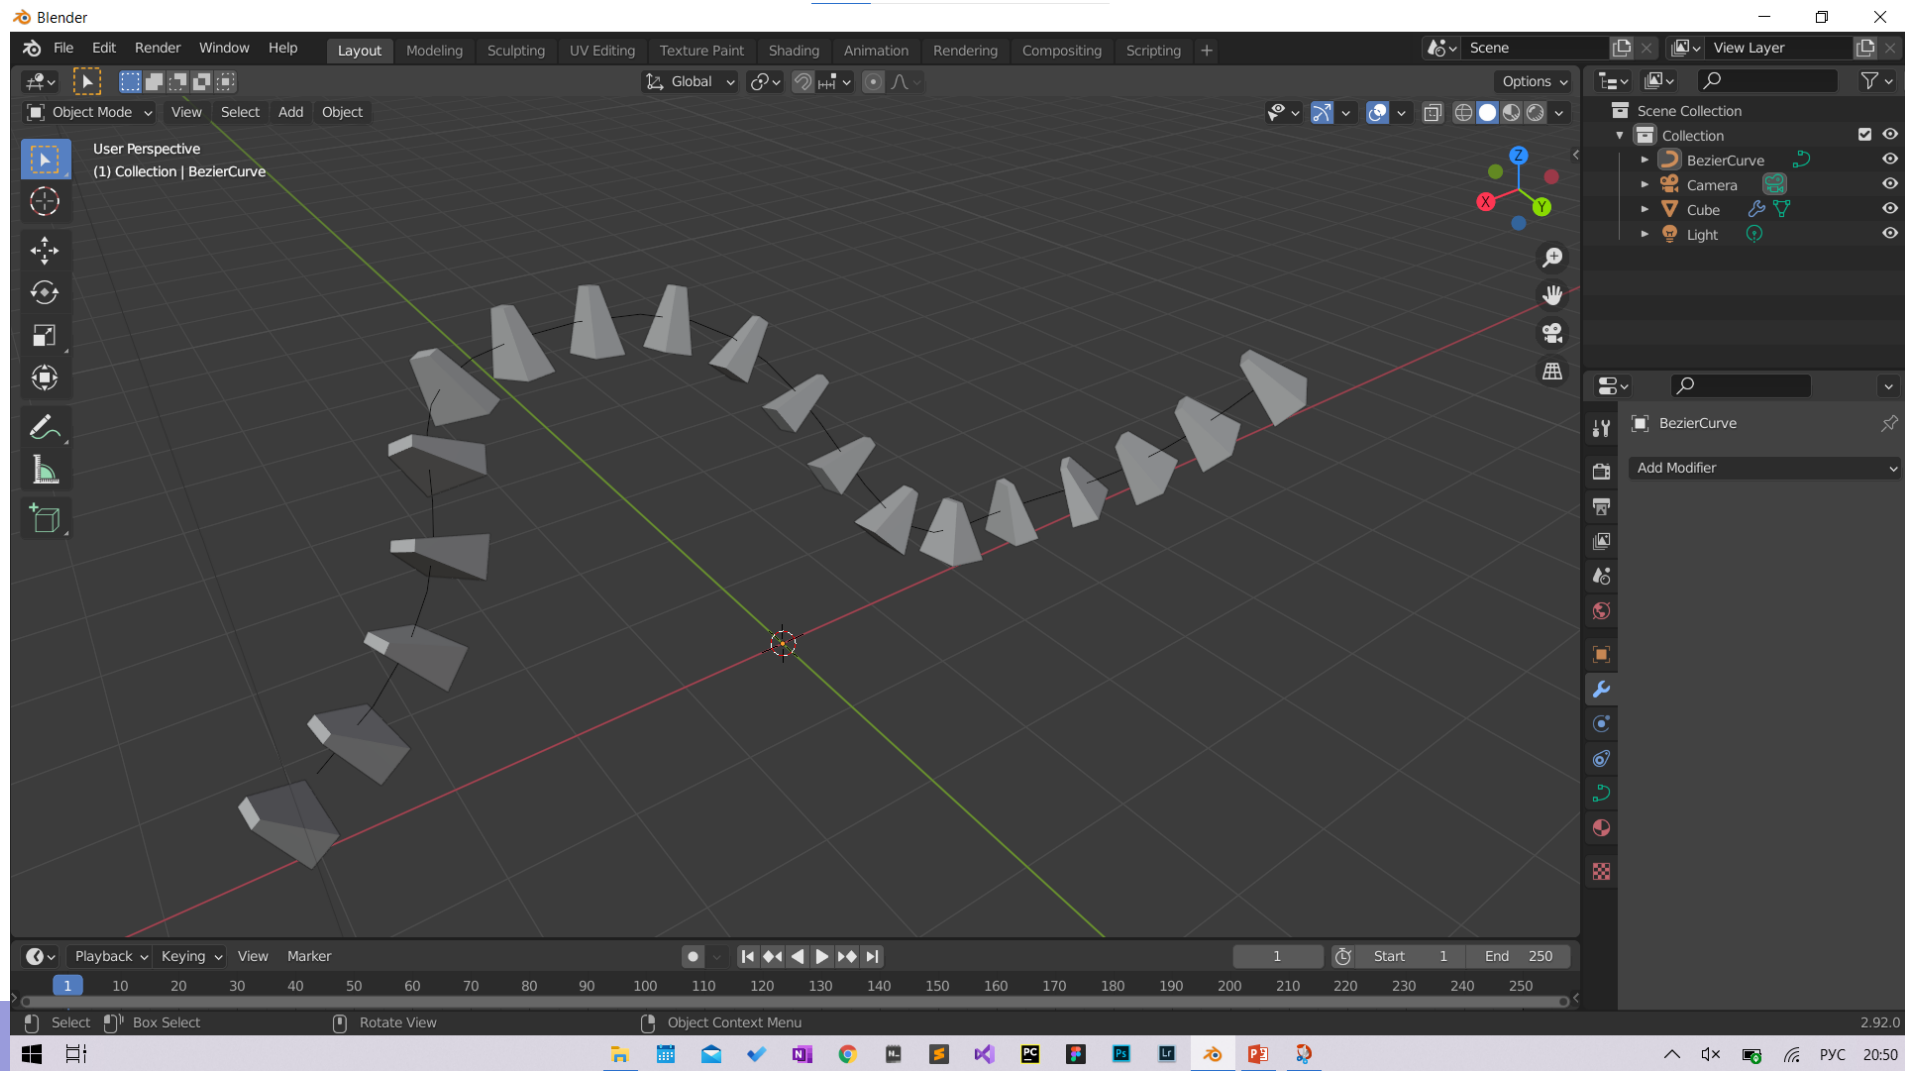 Blender
File Edit Render Window Help Layout Modeling Sculpting UV Editing Texture Paint Shading Animation Rendering Compositing Scripting + Scene View Layer
Global Options
Object Mode View Select Add Object
User Perspective
(1) Collection | BezierCurve
Z
X
Y
Scene Collection
Collection
BezierCurve
Camera
Cube
Light
BezierCurve
Add Modifier
Playback Keying View Marker 1 Start 1 End 250
1 10 20 30 40 50 60 70 80 90 100 110 120 130 140 150 160 170 180 190 200 210 220 230 240 250
Select Box Select Rotate View Object Context Menu 2.92.0
PC Ps Lr РУС 20:50